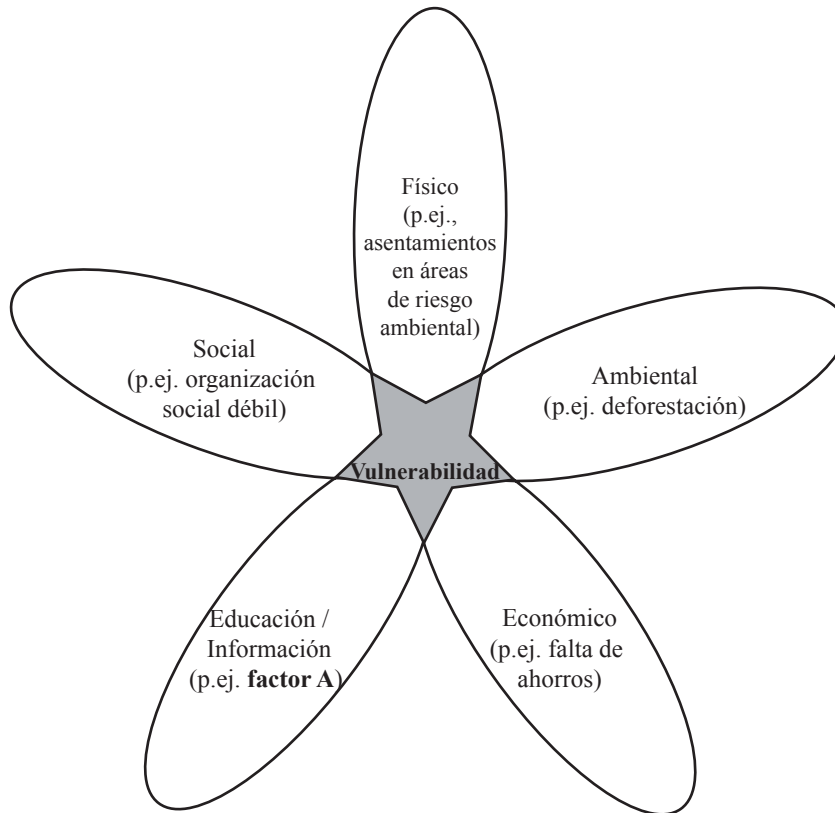 Físico
(p.ej.,
asentamientos
en áreas
de riesgo
ambiental)
Social
(p.ej. organización
social débil)
Ambiental
(p.ej. deforestación)
Vulnerabilidad
Educación /
Información
(p.ej. factor A)
Económico
(p.ej. falta de
ahorros)